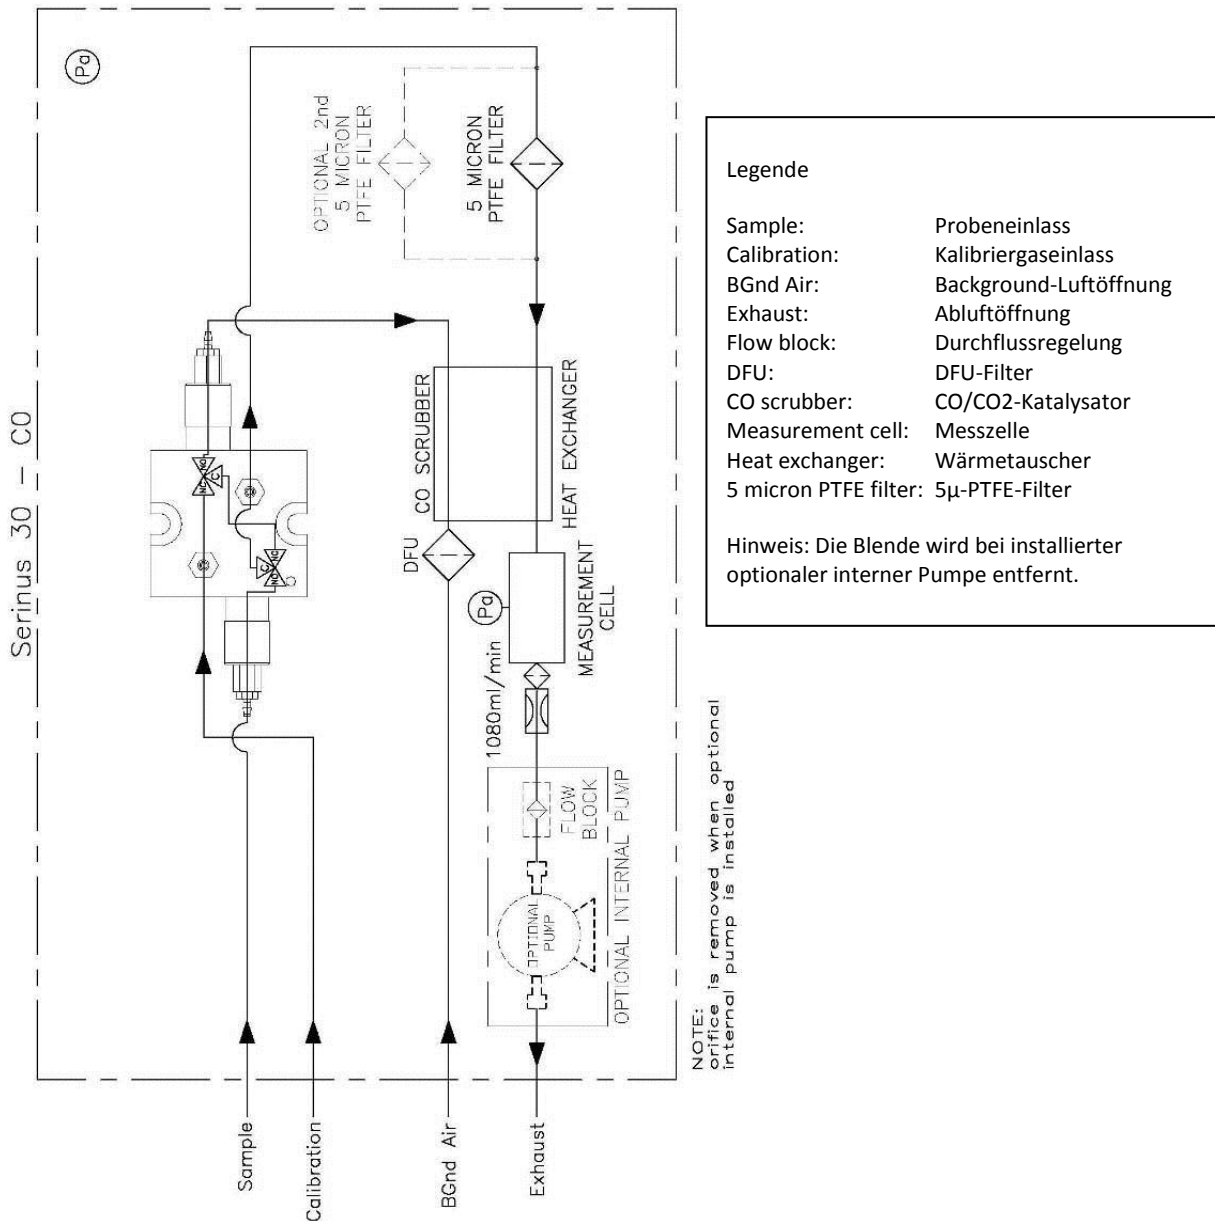 Serinus 30 – CO
Pa
OPTIONAL 2nd
5 MICRON
PTFE FILTER
5 MICRON
PTFE FILTER
NO
C
NC
NC
C
NO
CO SCRUBBER
HEAT EXCHANGER
DFU
Pa
MEASUREMENT
CELL
1080ml/min
FLOW
BLOCK
OPTIONAL
PUMP
OPTIONAL INTERNAL PUMP
Sample
Calibration
BGnd Air
Exhaust
NOTE:
orifice is removed when optional
internal pump is installed
Legende
Sample: Probeneinlass
Calibration: Kalibriergaseinlass
BGnd Air: Background-Luftöffnung
Exhaust: Abluftöffnung
Flow block: Durchflussregelung
DFU: DFU-Filter
CO scrubber: CO/CO2-Katalysator
Measurement cell: Messzelle
Heat exchanger: Wärmetauscher
5 micron PTFE filter: 5µ-PTFE-Filter
Hinweis: Die Blende wird bei installierter
optionaler interner Pumpe entfernt.